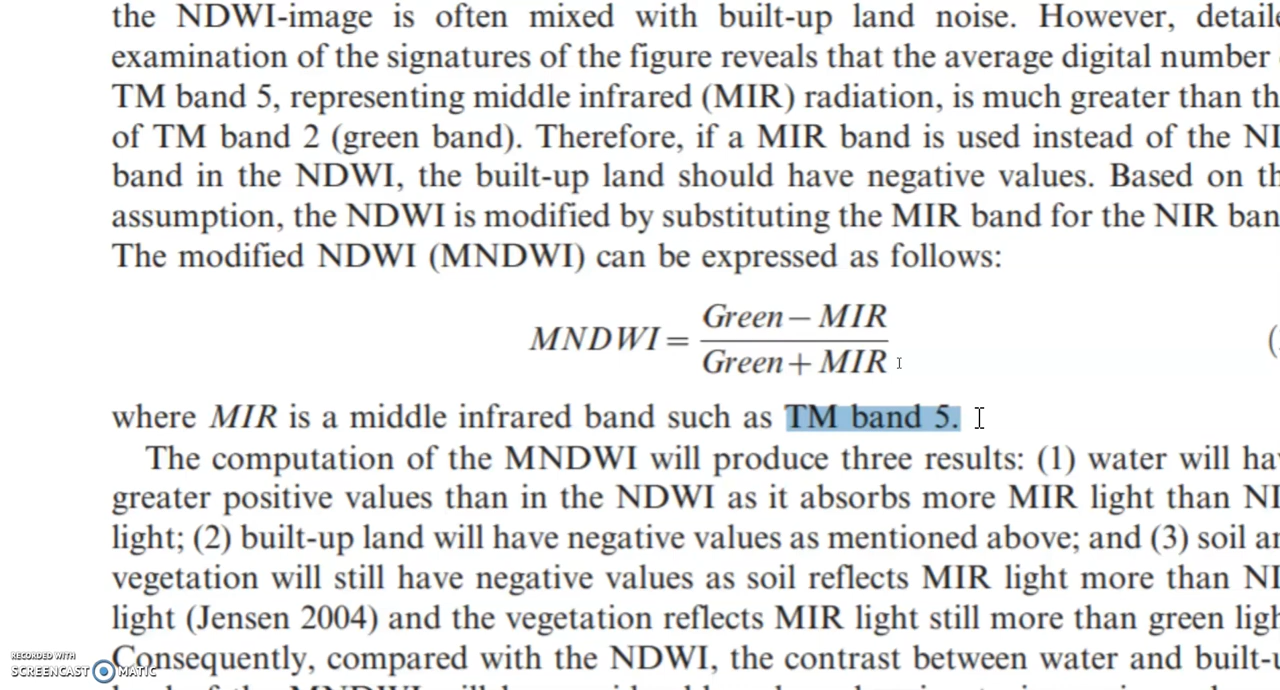 the NDWI-image is often mixed with built-up land noise. However, detaile
examination of the signatures of the figure reveals that the average digital number
TM band 5, representing middle infrared (MIR) radiation, is much greater than th
of TM band 2 (green band). Therefore, if a MIR band is used instead of the NI
band in the NDWI, the built-up land should have negative values. Based on th
assumption, the NDWI is modified by substituting the MIR band for the NIR ban
The modified NDWI (MNDWI) can be expressed as follows:
MNDWI = (Green − MIR) / (Green + MIR)
where MIR is a middle infrared band such as TM band 5.
The computation of the MNDWI will produce three results: (1) water will ha
greater positive values than in the NDWI as it absorbs more MIR light than NI
light; (2) built-up land will have negative values as mentioned above; and (3) soil an
vegetation will still have negative values as soil reflects MIR light more than NI
light (Jensen 2004) and the vegetation reflects MIR light still more than green ligh
Consequently, compared with the NDWI, the contrast between water and built-u
RECORDED WITH
SCREENCAST MATIC